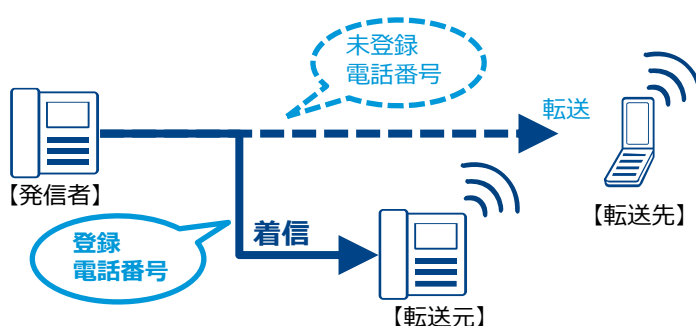 未登録
電話番号
転送
【発信者】
【転送先】
登録
電話番号
着信
【転送元】